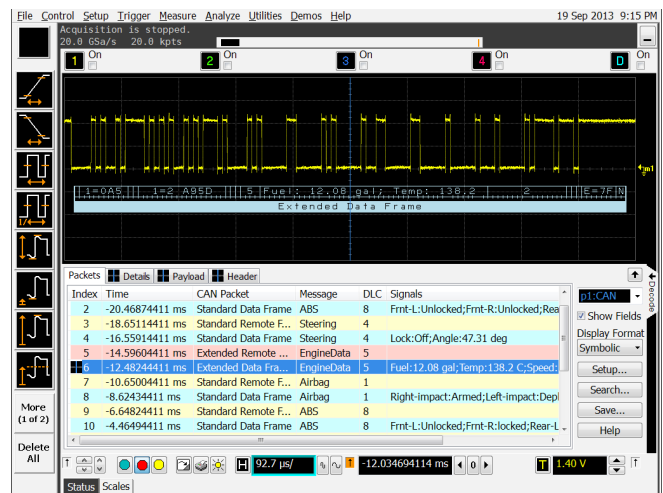 File Control Setup Trigger Measure Analyze Utilities Demos Help 19 Sep 2013 9:15 PM
Acquisition is stopped.
20.0 GSa/s 20.0 kpts
1 On 2 On 3 On 4 On D On
m1
1=0A5 1=2 A95D 5 Fuel: 12.08 gal; Temp: 138.2 2 E=7F N
Extended Data Frame
Packets Details Payload Header
Decode
Index Time CAN Packet Message DLC Signals
2 -20.46874411 ms Standard Data Frame ABS 8 Frnt-L:Unlocked;Frnt-R:Unlocked;Rea
3 -18.65114411 ms Standard Remote F... Steering 4
4 -16.55914411 ms Standard Data Frame Steering 4 Lock:Off;Angle:47.31 deg
5 -14.59604411 ms Extended Remote ... EngineData 5
6 -12.48244411 ms Extended Data Fra... EngineData 5 Fuel:12.08 gal;Temp:138.2 C;Speed:
7 -10.65004411 ms Standard Remote F... Airbag 1
8 -8.62434411 ms Standard Data Frame Airbag 1 Right-impact:Armed;Left-impact:Depl
9 -6.64824411 ms Standard Remote F... ABS 8
10 -4.46494411 ms Standard Data Frame ABS 8 Frnt-L:Unlocked;Frnt-R:locked;Rear-L
p1:CAN
Show Fields
Display Format
Symbolic
Setup...
Search...
Save...
Help
More
(1 of 2)
Delete
All
H 92.7 µs/ -12.034694114 ms 0 T 1.40 V
Status Scales